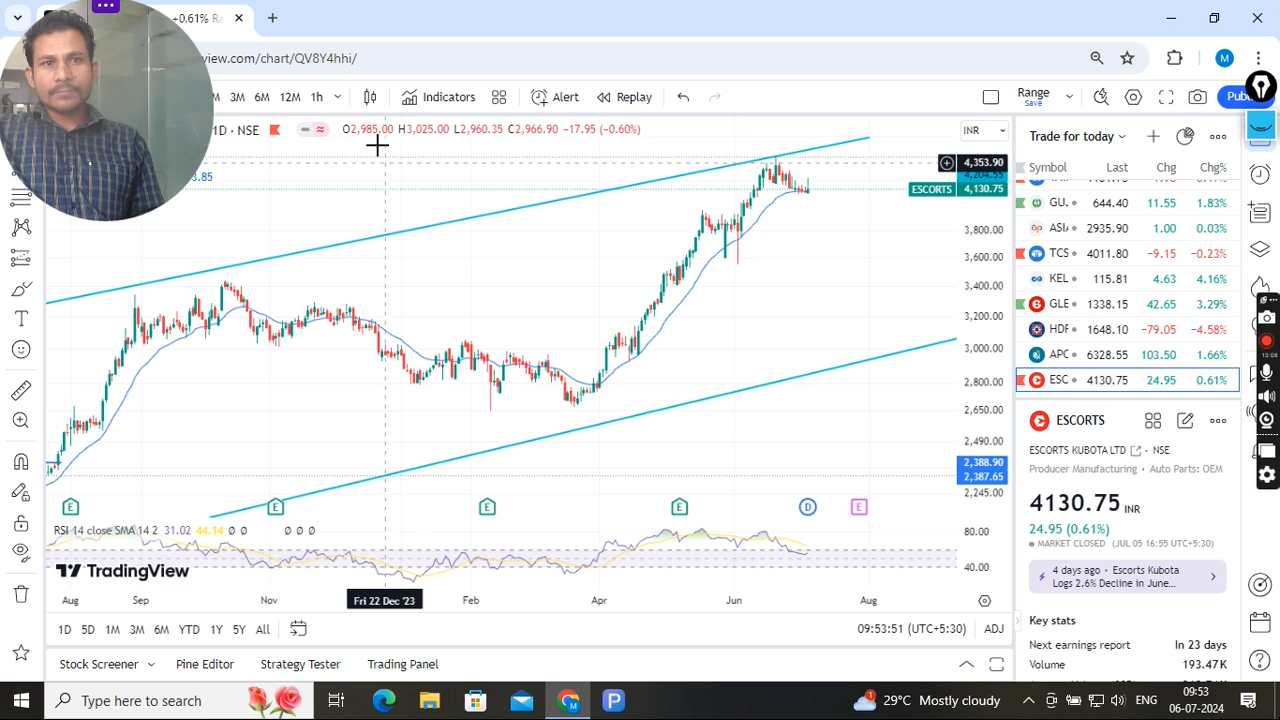 +0.61% Ra
view.com/chart/QV8Y4hhi/
M 3M 6M 12M 1h Indicators Alert Replay Range Save Pub
1D · NSE O2,985.00 H3,025.00 L2,960.35 C2,966.90 -17.95 (-0.60%) INR
3.85
4,353.90
4,204.55
ESCORTS 4,130.75
3,800.00
3,600.00
3,400.00
3,200.00
3,000.00
2,800.00
2,650.00
2,490.00
2,388.90
2,387.65
2,245.00
E E E E D E
RSI 14 close SMA 14 2 31.02 44.14 ∅ ∅ ∅ ∅ ∅
80.00
40.00
TradingView
Aug Sep Nov Fri 22 Dec '23 Feb Apr Jun Aug
1D 5D 1M 3M 6M YTD 1Y 5Y All 09:53:51 (UTC+5:30) ADJ
Stock Screener Pine Editor Strategy Tester Trading Panel
Trade for today
Symbol Last Chg Chg%
GU. 644.40 11.55 1.83%
ASI 2935.90 1.00 0.03%
TCS 4011.80 -9.15 -0.23%
KEL 115.81 4.63 4.16%
GLE 1338.15 42.65 3.29%
HDF 1648.10 -79.05 -4.58%
APC 6328.55 103.50 1.66%
ESC 4130.75 24.95 0.61%
13:08
ESCORTS
ESCORTS KUBOTA LTD · NSE
Producer Manufacturing • Auto Parts: OEM
4130.75 INR
24.95 (0.61%)
MARKET CLOSED (JUL 05 16:55 UTC+5:30)
4 days ago • Escorts Kubota
Logs 2.6% Decline in June...
Key stats
Next earnings report In 23 days
Volume 193.47K
Type here to search 29°C Mostly cloudy ENG 09:53
06-07-2024